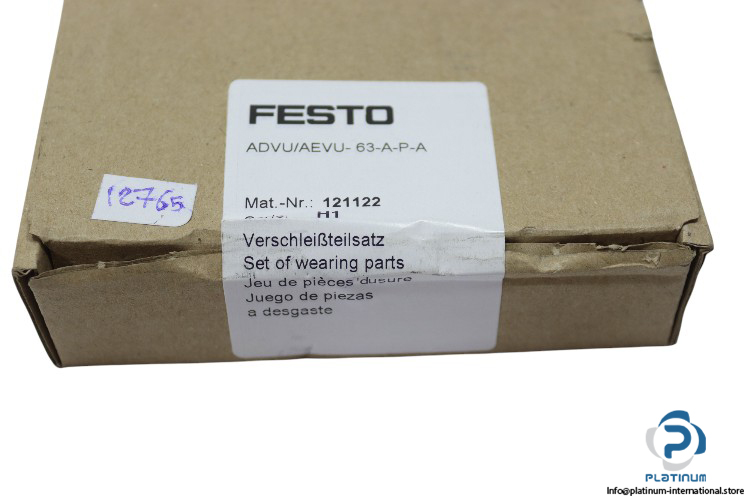 FESTO
ADVU/AEVU- 63-A-P-A
12765
Mat.-Nr.: 121122
H1
Verschleißteilsatz
Set of wearing parts
Jeu de pièces dusure
Juego de piezas
a desgaste
PLATINUM
Info@platinum-international.store